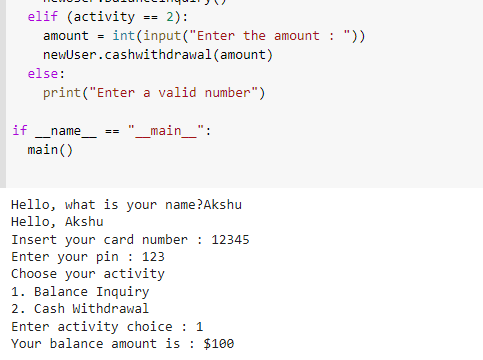 elif (activity == 2):
amount = int(input("Enter the amount : "))
newUser.cashwithdrawal(amount)
else:
print("Enter a valid number")
if __name__ == "__main__":
main()
Hello, what is your name?Akshu
Hello, Akshu
Insert your card number : 12345
Enter your pin : 123
Choose your activity
1. Balance Inquiry
2. Cash Withdrawal
Enter activity choice : 1
Your balance amount is : $100